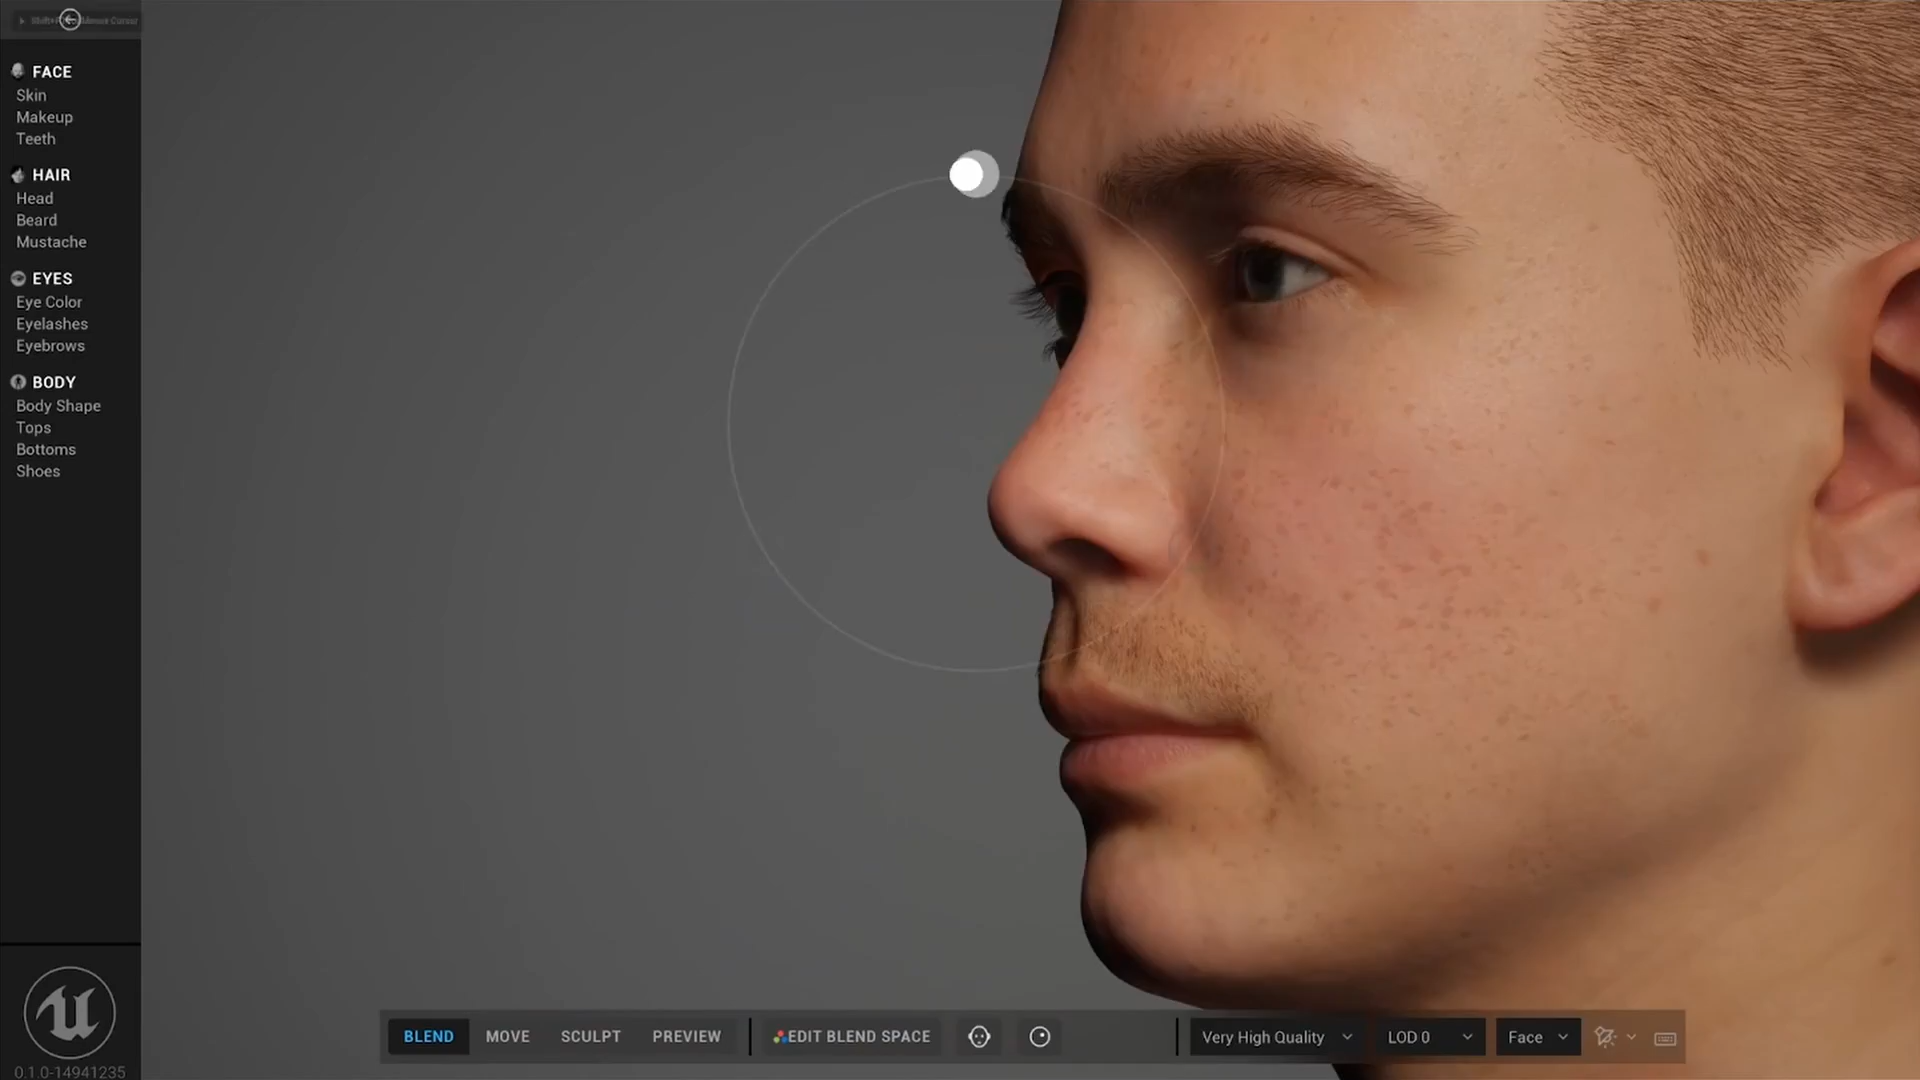 FACE
Skin
Makeup
Teeth
HAIR
Head
Beard
Mustache
EYES
Eye Color
Eyelashes
Eyebrows
BODY
Body Shape
Tops
Bottoms
Shoes
BLEND MOVE SCULPT PREVIEW EDIT BLEND SPACE Very High Quality LOD 0 Face
0.1.0-14941235